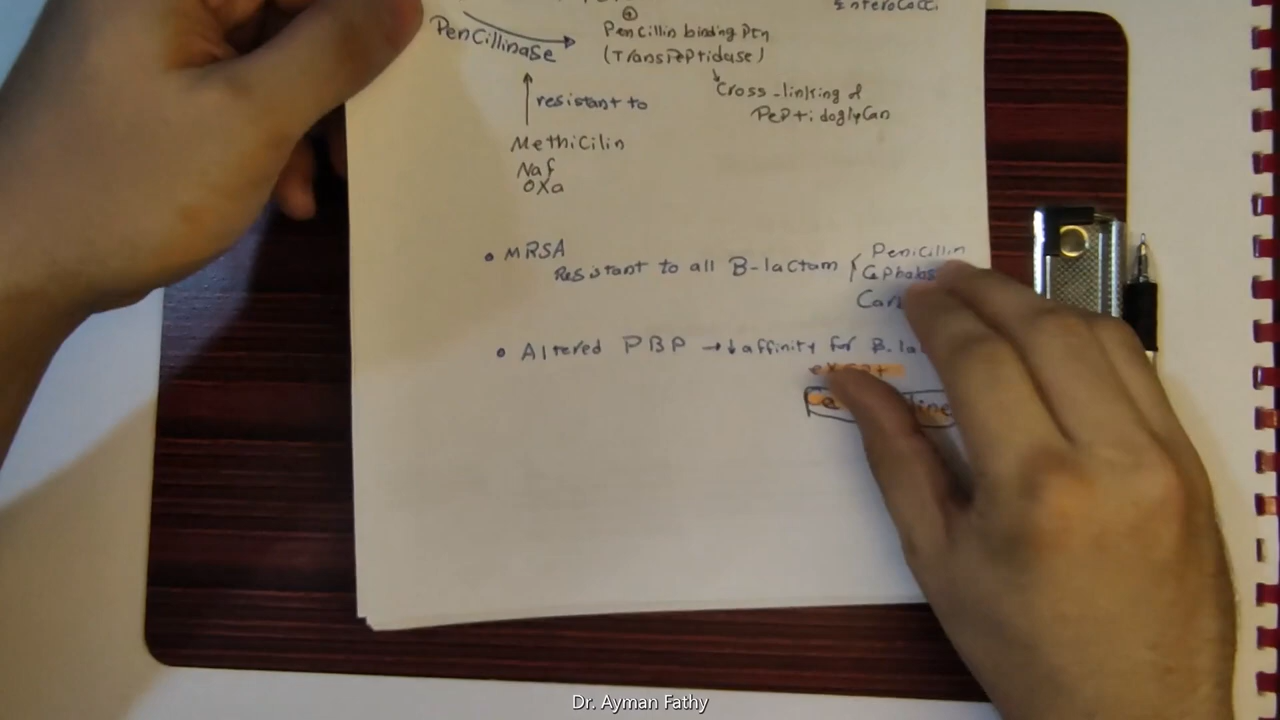 Enterococci
Pencillinase
Pencillin binding Ptn
(Transpeptidase)
Cross-linking of
Peptidoglycan
resistant to
Methicilin
Naf
Oxa
• MRSA
Resistant to all B-lactam { Penicillin
• Altered PBP → ↓ affinity for
except
Dr. Ayman Fathy